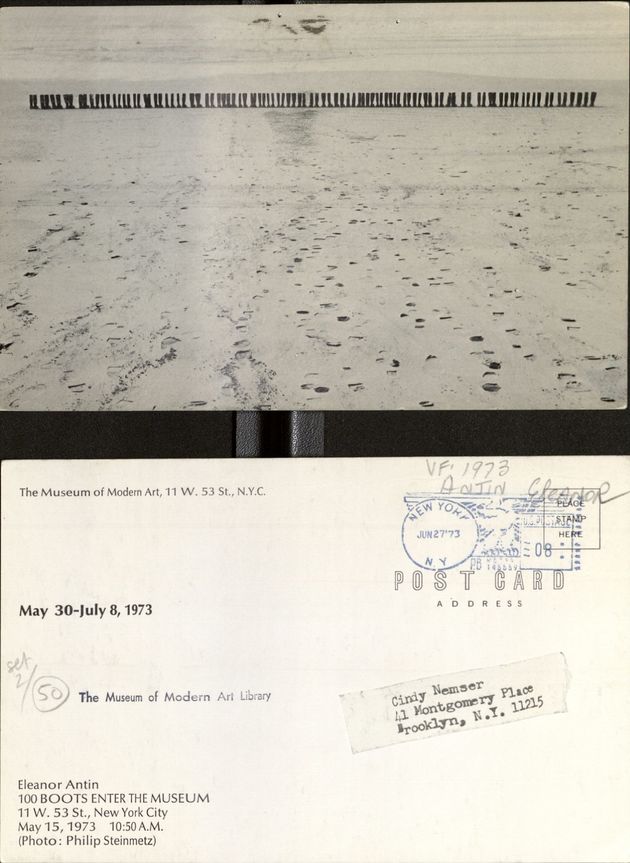 VF: 1973
ANTIN ELEANOR
The Museum of Modern Art, 11 W. 53 St., N.Y.C.
PLACE
STAMP
HERE
NEW YORK
JUN 27 '73
N.Y.
U.S. POSTAGE
08
PB
POST CARD
ADDRESS
May 30-July 8, 1973
set
2/50
The Museum of Modern Art Library
Cindy Nemser
41 Montgomery Place
Brooklyn, N.Y. 11215
Eleanor Antin
100 BOOTS ENTER THE MUSEUM
11 W. 53 St., New York City
May 15, 1973 10:50 A.M.
(Photo: Philip Steinmetz)